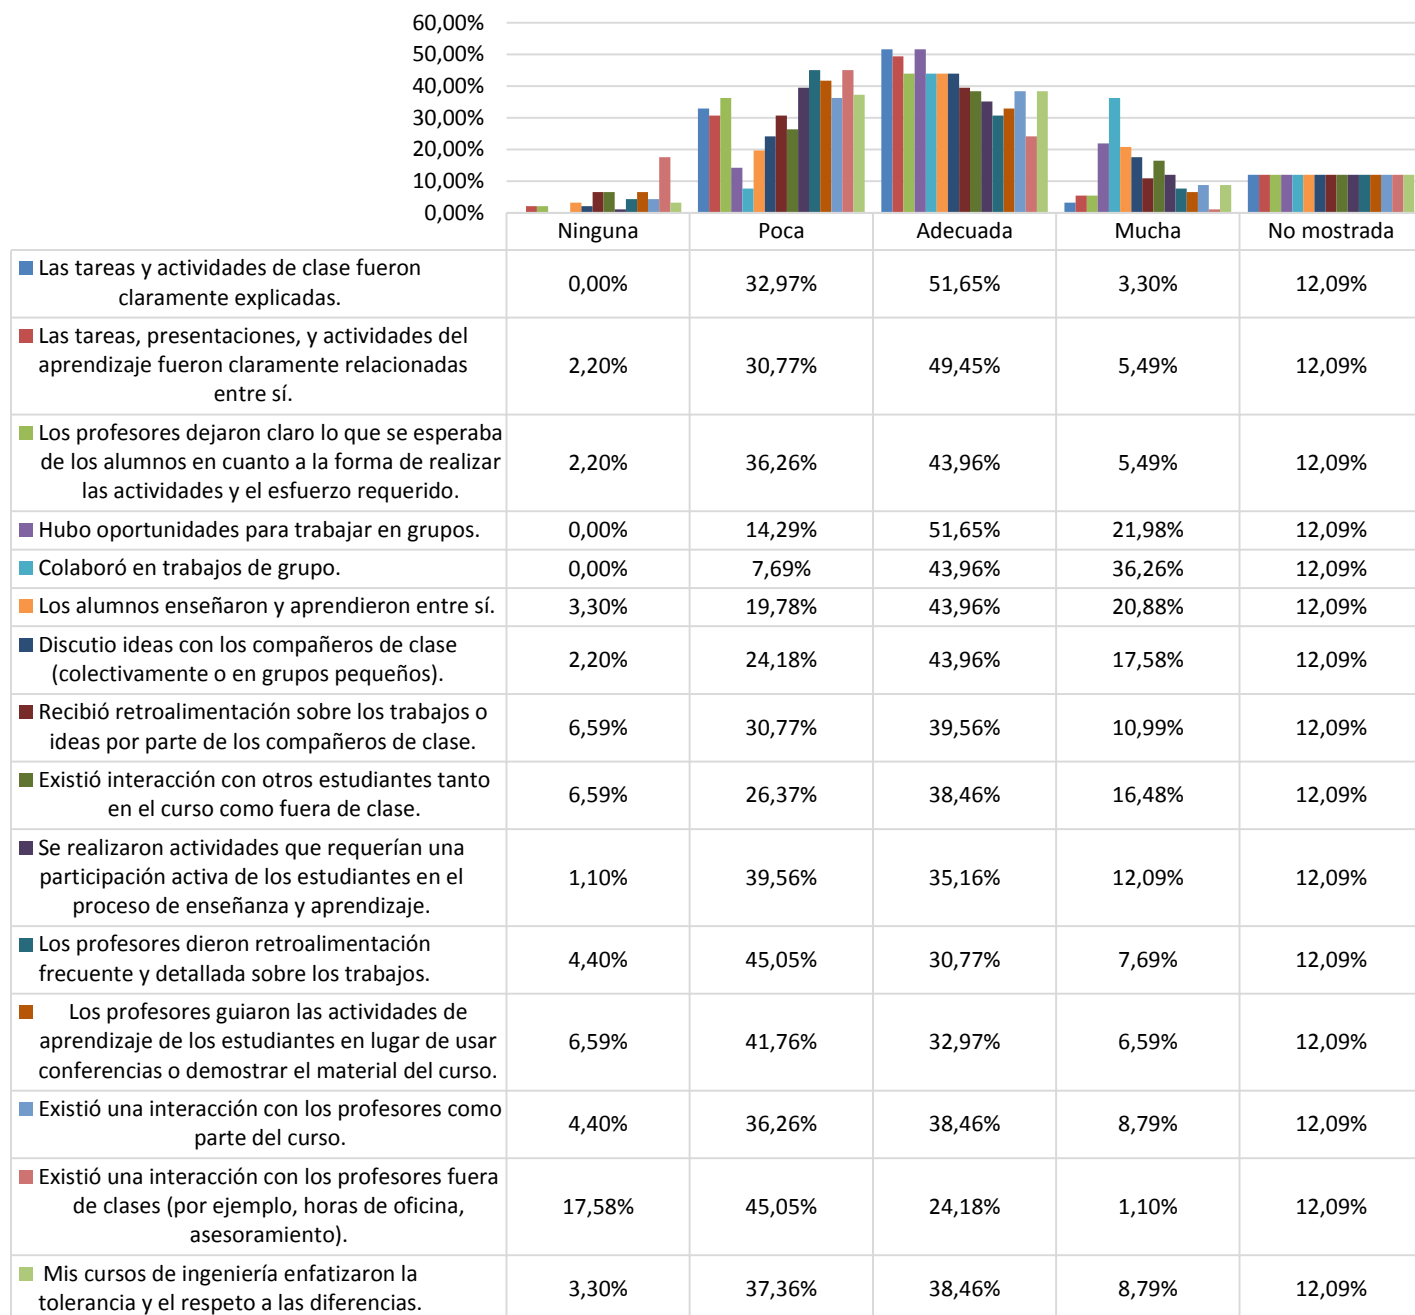 60,00%
50,00%
40,00%
30,00%
20,00%
10,00%
0,00%
Ninguna Poca Adecuada Mucha No mostrada
Las tareas y actividades de clase fueron
claramente explicadas.
0,00% 32,97% 51,65% 3,30% 12,09%
Las tareas, presentaciones, y actividades del
aprendizaje fueron claramente relacionadas
entre sí.
2,20% 30,77% 49,45% 5,49% 12,09%
Los profesores dejaron claro lo que se esperaba
de los alumnos en cuanto a la forma de realizar
las actividades y el esfuerzo requerido.
2,20% 36,26% 43,96% 5,49% 12,09%
Hubo oportunidades para trabajar en grupos. 0,00% 14,29% 51,65% 21,98% 12,09%
Colaboró en trabajos de grupo. 0,00% 7,69% 43,96% 36,26% 12,09%
Los alumnos enseñaron y aprendieron entre sí. 3,30% 19,78% 43,96% 20,88% 12,09%
Discutio ideas con los compañeros de clase
(colectivamente o en grupos pequeños).
2,20% 24,18% 43,96% 17,58% 12,09%
Recibió retroalimentación sobre los trabajos o
ideas por parte de los compañeros de clase.
6,59% 30,77% 39,56% 10,99% 12,09%
Existió interacción con otros estudiantes tanto
en el curso como fuera de clase.
6,59% 26,37% 38,46% 16,48% 12,09%
Se realizaron actividades que requerían una
participación activa de los estudiantes en el
proceso de enseñanza y aprendizaje.
1,10% 39,56% 35,16% 12,09% 12,09%
Los profesores dieron retroalimentación
frecuente y detallada sobre los trabajos.
4,40% 45,05% 30,77% 7,69% 12,09%
Los profesores guiaron las actividades de
aprendizaje de los estudiantes en lugar de usar
conferencias o demostrar el material del curso.
6,59% 41,76% 32,97% 6,59% 12,09%
Existió una interacción con los profesores como
parte del curso.
4,40% 36,26% 38,46% 8,79% 12,09%
Existió una interacción con los profesores fuera
de clases (por ejemplo, horas de oficina,
asesoramiento).
17,58% 45,05% 24,18% 1,10% 12,09%
Mis cursos de ingeniería enfatizaron la
tolerancia y el respeto a las diferencias.
3,30% 37,36% 38,46% 8,79% 12,09%